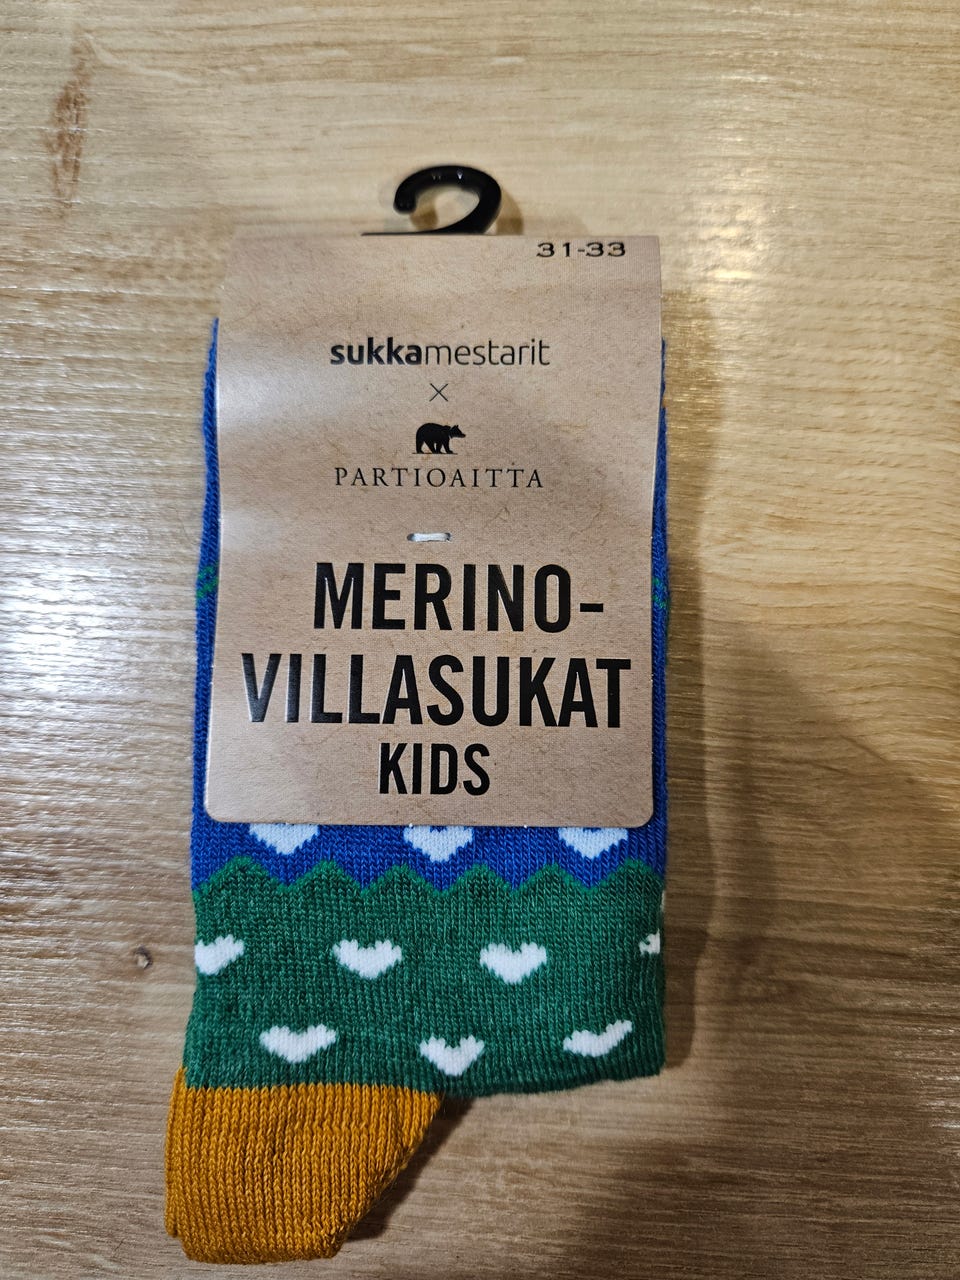 31-33
sukkamestarit
×
PARTIOAITTA
MERINO-
VILLASUKAT
KIDS